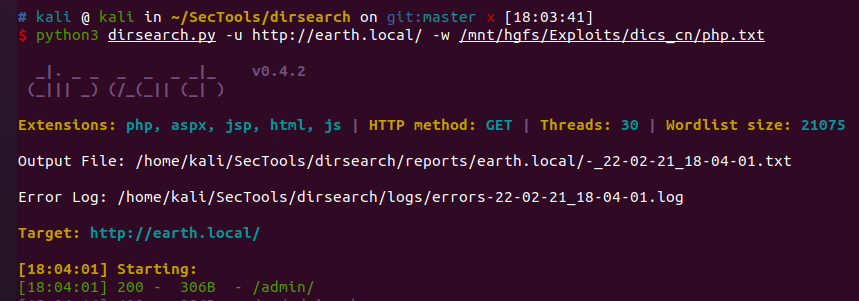 # kali @ kali in ~/SecTools/dirsearch on git:master x [18:03:41]
$ python3 dirsearch.py -u http://earth.local/ -w /mnt/hgfs/Exploits/dics_cn/php.txt
_|. _ _  _  _  _ _|_    v0.4.2
(_||| _) (/_(_|| (_| )
Extensions: php, aspx, jsp, html, js | HTTP method: GET | Threads: 30 | Wordlist size: 21075
Output File: /home/kali/SecTools/dirsearch/reports/earth.local/-_22-02-21_18-04-01.txt
Error Log: /home/kali/SecTools/dirsearch/logs/errors-22-02-21_18-04-01.log
Target: http://earth.local/
[18:04:01] Starting:
[18:04:01] 200 -  306B  - /admin/